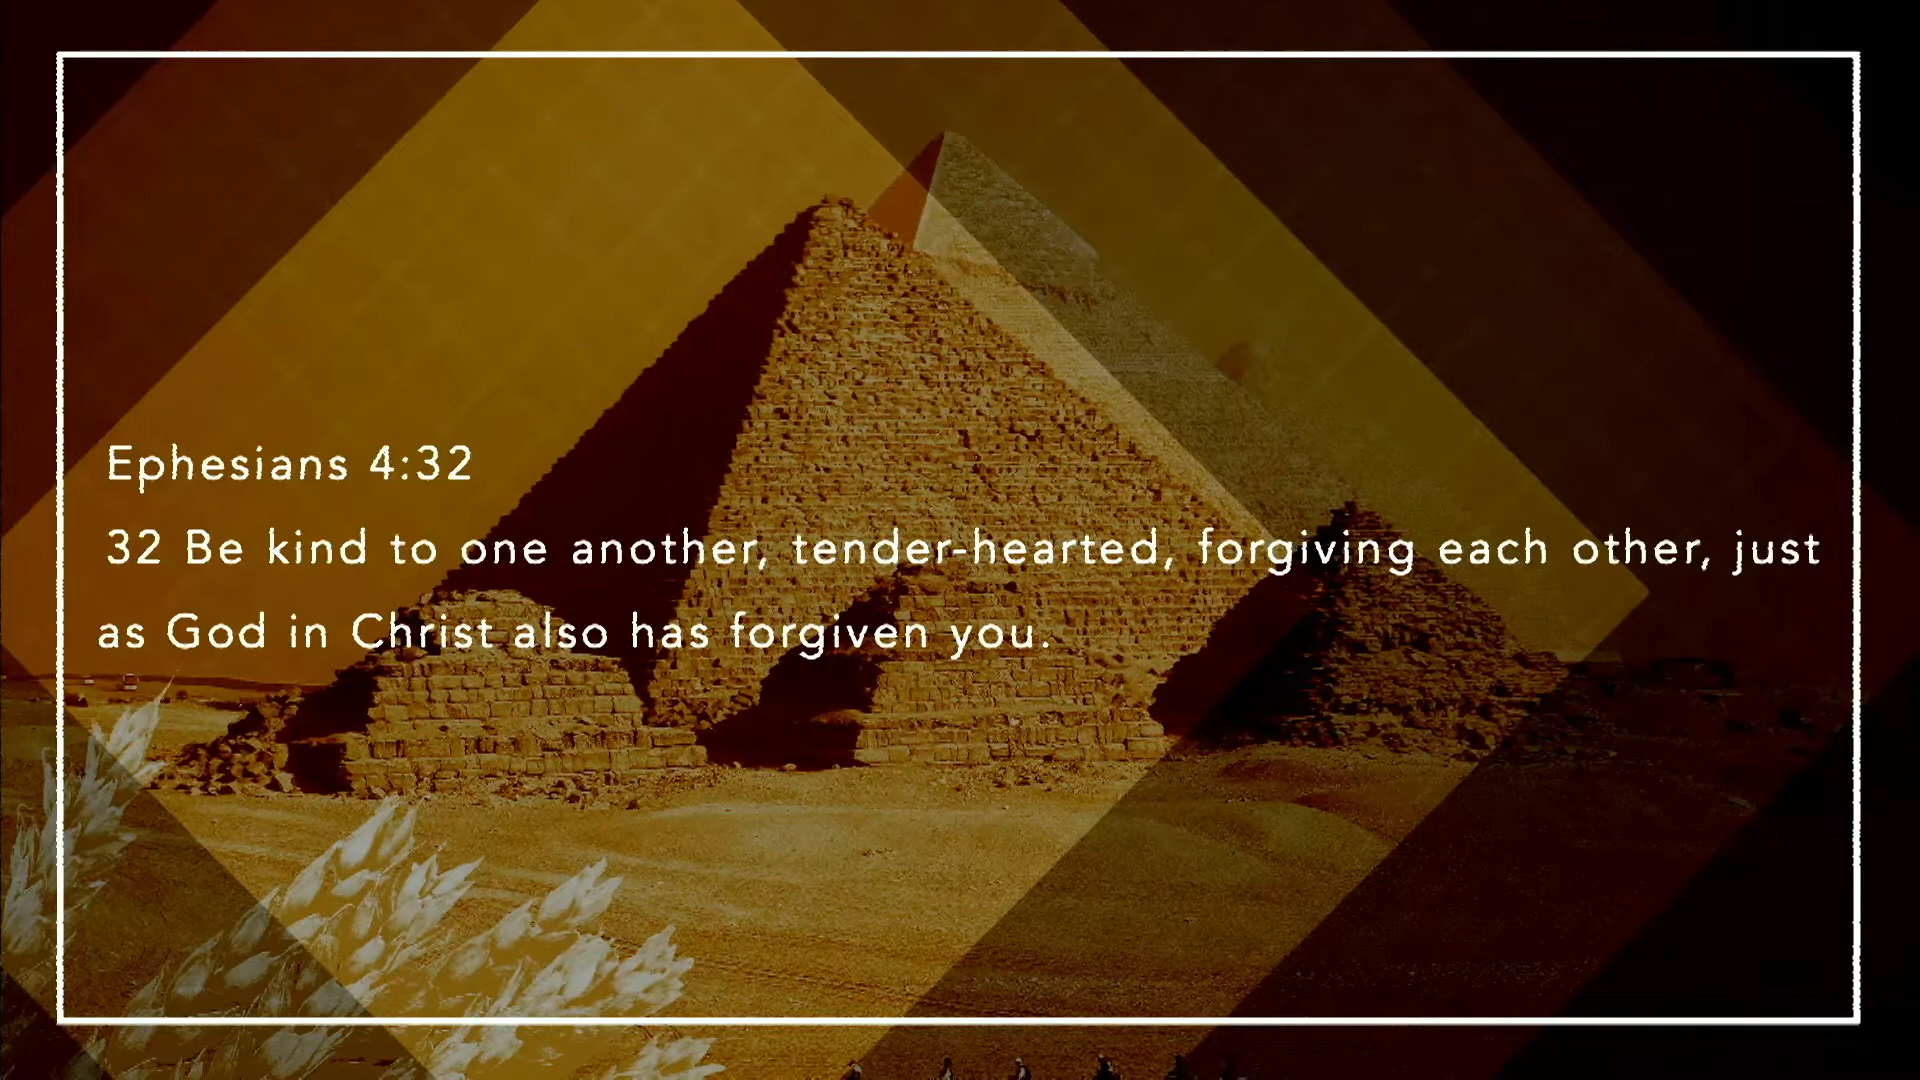 Ephesians 4:32
32 Be kind to one another, tender-hearted, forgiving each other, just
as God in Christ also has forgiven you.